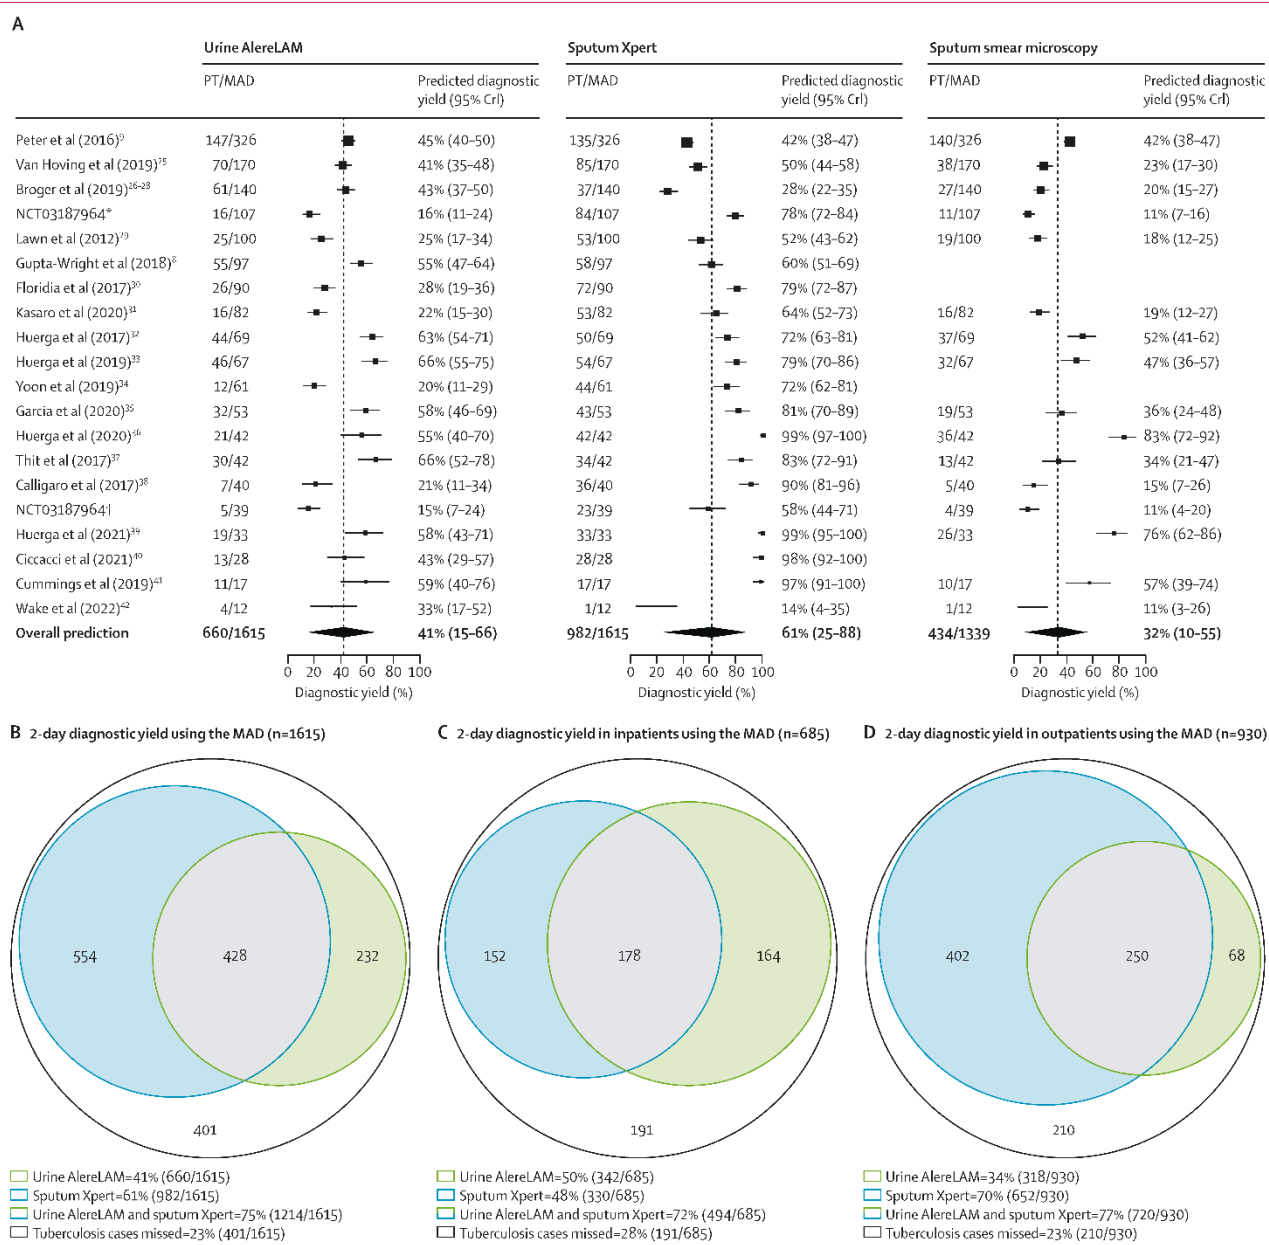 A
Urine AlereLAM Sputum Xpert Sputum smear microscopy
PT/MAD Predicted diagnostic yield (95% CrI) PT/MAD Predicted diagnostic yield (95% CrI) PT/MAD Predicted diagnostic yield (95% CrI)
Peter et al (2016)⁹ 147/326 45% (40–50) 135/326 42% (38–47) 140/326 42% (38–47)
Van Hoving et al (2019)²⁵ 70/170 41% (35–48) 85/170 50% (44–58) 38/170 23% (17–30)
Broger et al (2019)²⁶⁻²⁸ 61/140 43% (37–50) 37/140 28% (22–35) 27/140 20% (15–27)
NCT03187964* 16/107 16% (11–24) 84/107 78% (72–84) 11/107 11% (7–16)
Lawn et al (2012)²⁹ 25/100 25% (17–34) 53/100 52% (43–62) 19/100 18% (12–25)
Gupta-Wright et al (2018)⁸ 55/97 55% (47–64) 58/97 60% (51–69)
Floridia et al (2017)³⁰ 26/90 28% (19–36) 72/90 79% (72–87)
Kasaro et al (2020)³¹ 16/82 22% (15–30) 53/82 64% (52–73) 16/82 19% (12–27)
Huerga et al (2017)³² 44/69 63% (54–71) 50/69 72% (63–81) 37/69 52% (41–62)
Huerga et al (2019)³³ 46/67 66% (55–75) 54/67 79% (70–86) 32/67 47% (36–57)
Yoon et al (2019)³⁴ 12/61 20% (11–29) 44/61 72% (62–81)
Garcia et al (2020)³⁵ 32/53 58% (46–69) 43/53 81% (70–89) 19/53 36% (24–48)
Huerga et al (2020)³⁶ 21/42 55% (40–70) 42/42 99% (97–100) 36/42 83% (72–92)
Thit et al (2017)³⁷ 30/42 66% (52–78) 34/42 83% (72–91) 13/42 34% (21–47)
Calligaro et al (2017)³⁸ 7/40 21% (11–34) 36/40 90% (81–96) 5/40 15% (7–26)
NCT03187964 5/39 15% (7–24) 23/39 58% (44–71) 4/39 11% (4–20)
Huerga et al (2021)³⁹ 19/33 58% (43–71) 33/33 99% (95–100) 26/33 76% (62–86)
Ciccacci et al (2021)⁴⁰ 13/28 43% (29–57) 28/28 98% (92–100)
Cummings et al (2019)⁴¹ 11/17 59% (40–76) 17/17 97% (91–100) 10/17 57% (39–74)
Wake et al (2022)⁴² 4/12 33% (17–52) 1/12 14% (4–35) 1/12 11% (3–26)
Overall prediction 660/1615 41% (15–66) 982/1615 61% (25–88) 434/1339 32% (10–55)
0 20 40 60 80 100 0 20 40 60 80 100 0 20 40 60 80 100
Diagnostic yield (%) Diagnostic yield (%) Diagnostic yield (%)
B 2-day diagnostic yield using the MAD (n=1615)
554 428 232
401
Urine AlereLAM=41% (660/1615)
Sputum Xpert=61% (982/1615)
Urine AlereLAM and sputum Xpert=75% (1214/1615)
Tuberculosis cases missed=23% (401/1615)
C 2-day diagnostic yield in inpatients using the MAD (n=685)
152 178 164
191
Urine AlereLAM=50% (342/685)
Sputum Xpert=48% (330/685)
Urine AlereLAM and sputum Xpert=72% (494/685)
Tuberculosis cases missed=28% (191/685)
D 2-day diagnostic yield in outpatients using the MAD (n=930)
402 250 68
210
Urine AlereLAM=34% (318/930)
Sputum Xpert=70% (652/930)
Urine AlereLAM and sputum Xpert=77% (720/930)
Tuberculosis cases missed=23% (210/930)